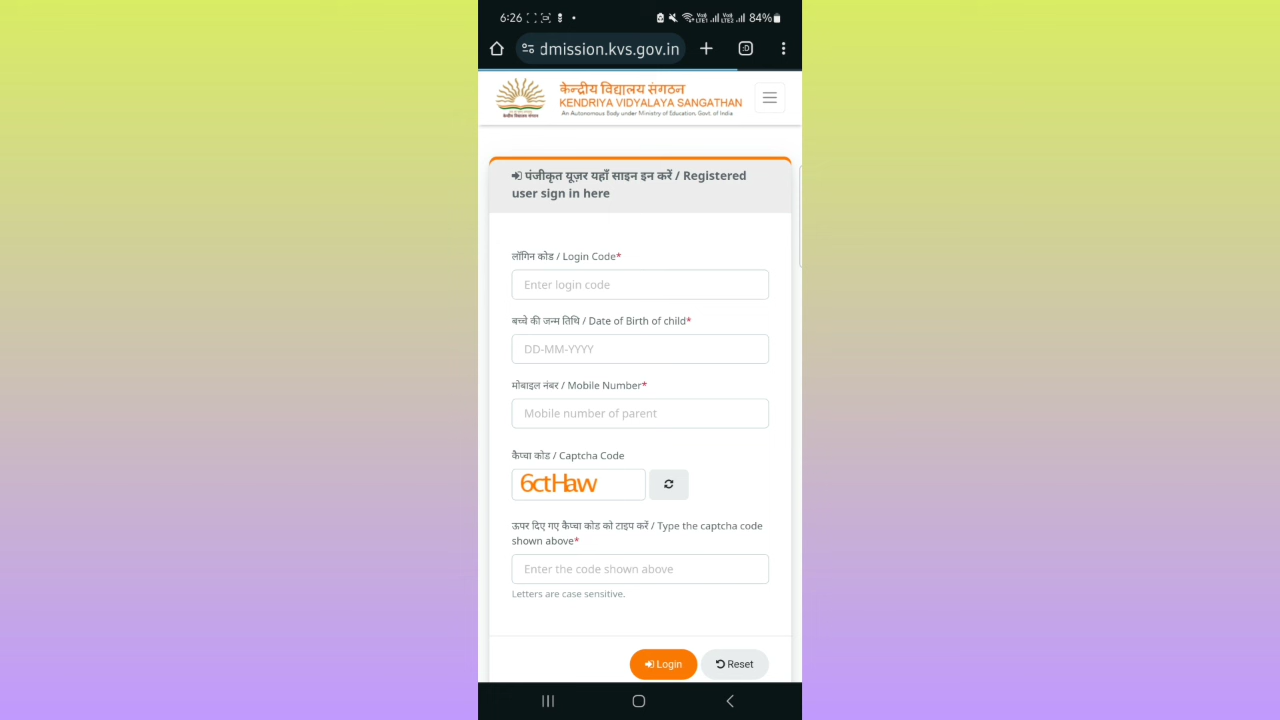 6:26 84%
dmission.kvs.gov.in
केन्द्रीय विद्यालय संगठन
KENDRIYA VIDYALAYA SANGATHAN
An Autonomous Body under Ministry of Education, Govt. of India
केन्द्रीय विद्यालय संगठन
पंजीकृत यूज़र यहाँ साइन इन करें / Registered
user sign in here
लॉगिन कोड / Login Code*
Enter login code
बच्चे की जन्म तिथि / Date of Birth of child*
DD-MM-YYYY
मोबाइल नंबर / Mobile Number*
Mobile number of parent
कैप्चा कोड / Captcha Code
6ctHaw
ऊपर दिए गए कैप्चा कोड को टाइप करें / Type the captcha code
shown above*
Enter the code shown above
Letters are case sensitive.
Login Reset